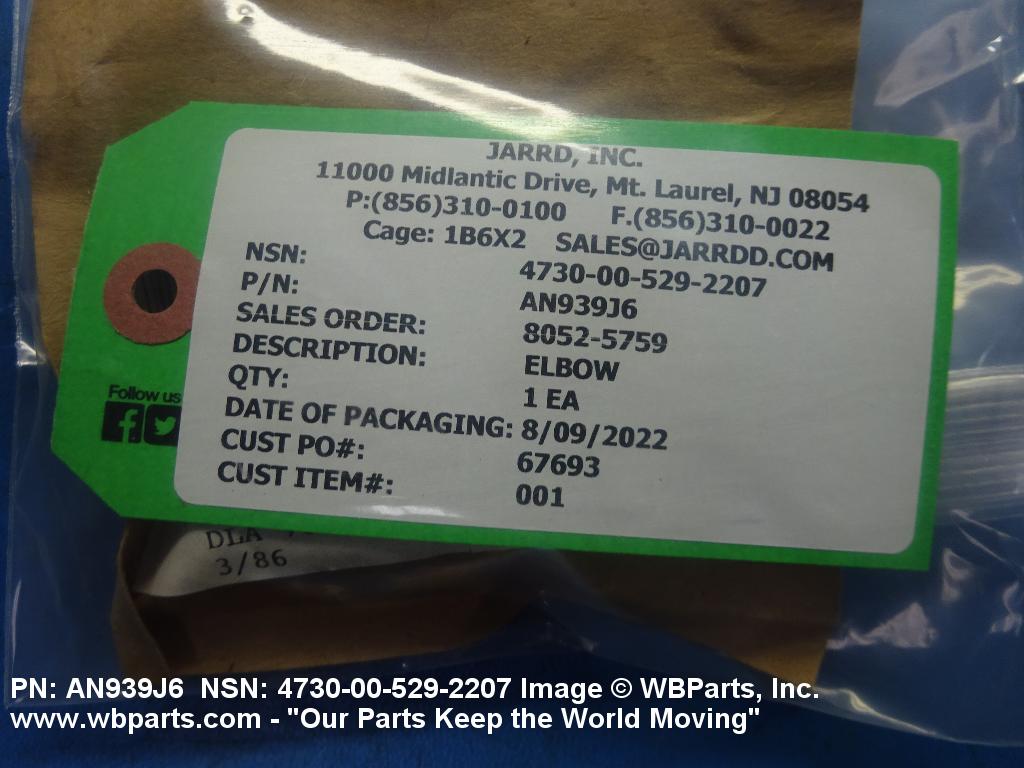 JARRD, INC.
11000 Midlantic Drive, Mt. Laurel, NJ 08054
P:(856)310-0100 F.(856)310-0022
Cage: 1B6X2 SALES@JARRDD.COM
NSN: 4730-00-529-2207
P/N: AN939J6
SALES ORDER: 8052-5759
DESCRIPTION: ELBOW
QTY: 1 EA
DATE OF PACKAGING: 8/09/2022
CUST PO#: 67693
CUST ITEM#: 001
Follow us
DLA
3/86
PN: AN939J6 NSN: 4730-00-529-2207 Image © WBParts, Inc.
www.wbparts.com - "Our Parts Keep the World Moving"